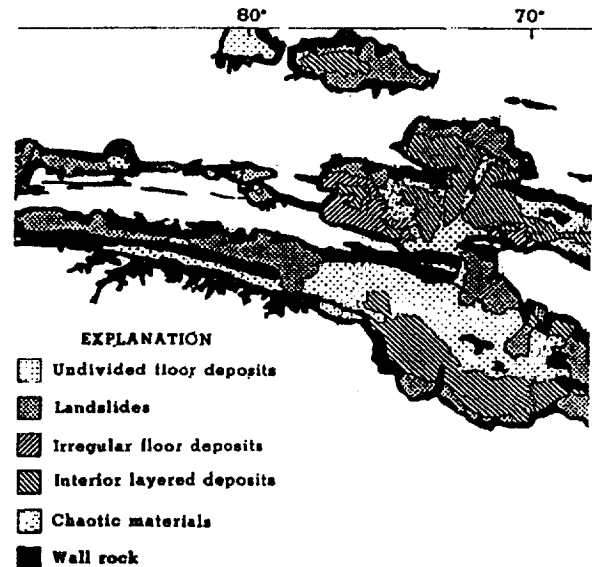 80° 70°
EXPLANATION
Undivided floor deposits
Landslides
Irregular floor deposits
Interior layered deposits
Chaotic materials
Wall rock